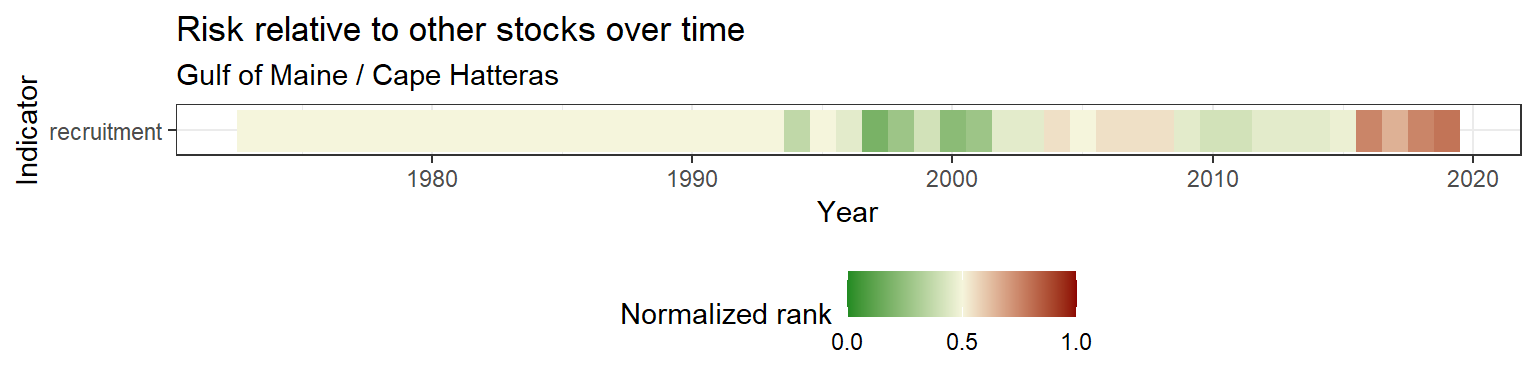 Risk relative to other stocks over time
Gulf of Maine / Cape Hatteras
Indicator
recruitment
1980 1990 2000 2010 2020
Year
Normalized rank
0.0 0.5 1.0